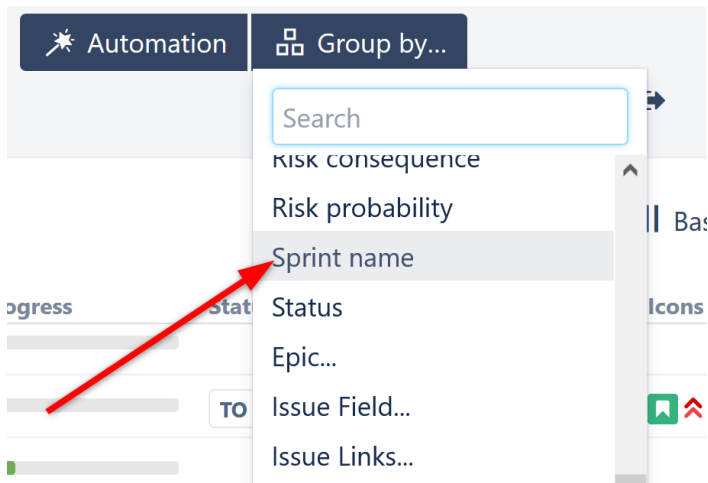 Automation
Group by...
Search
Risk consequence
Risk probability
Bas
Sprint name
ogress
Stat
Icons
Status
Epic...
TO
Issue Field...
Issue Links...